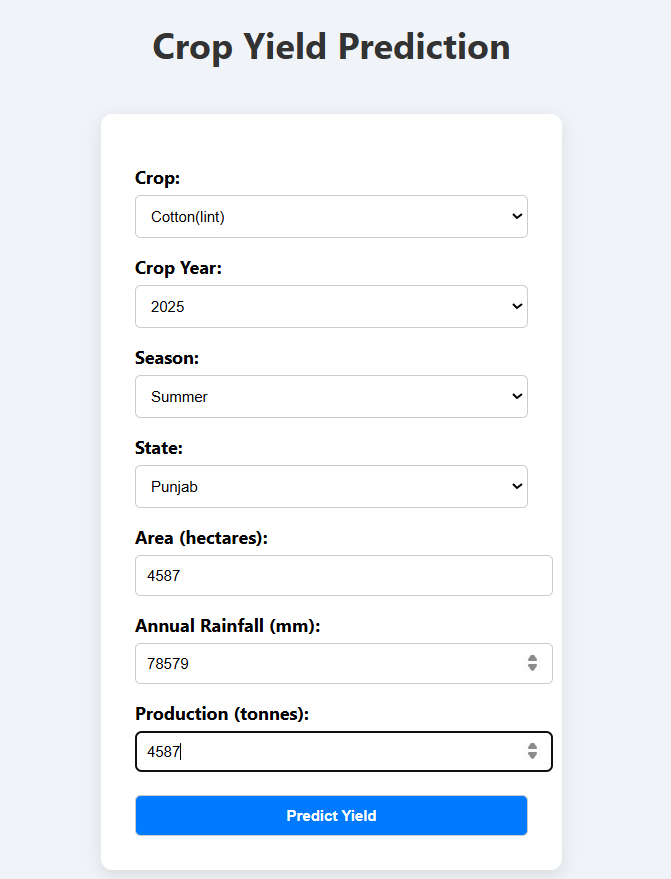 Crop Yield Prediction
Crop:
Cotton(lint)
Crop Year:
2025
Season:
Summer
State:
Punjab
Area (hectares):
4587
Annual Rainfall (mm):
78579
Production (tonnes):
4587
Predict Yield